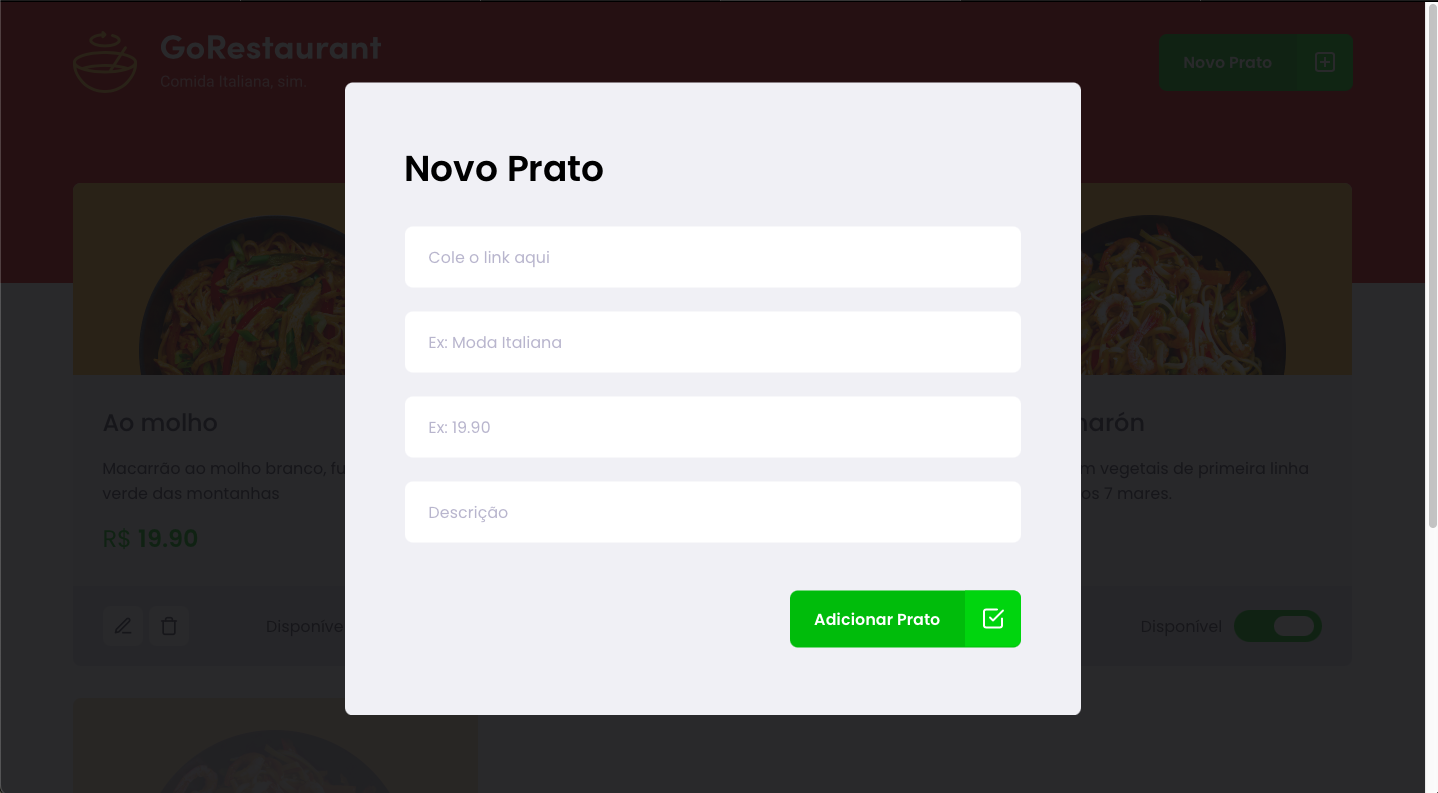 GoRestaurant
Comida Italiana, sim.
Novo Prato
Novo Prato
Cole o link aqui
Ex: Moda Italiana
Ex: 19.90
Descrição
Adicionar Prato
Ao molho
Macarrão ao molho branco, fu
verde das montanhas
R$ 19.90
Disponíve
narón
m vegetais de primeira linha
os 7 mares.
Disponível